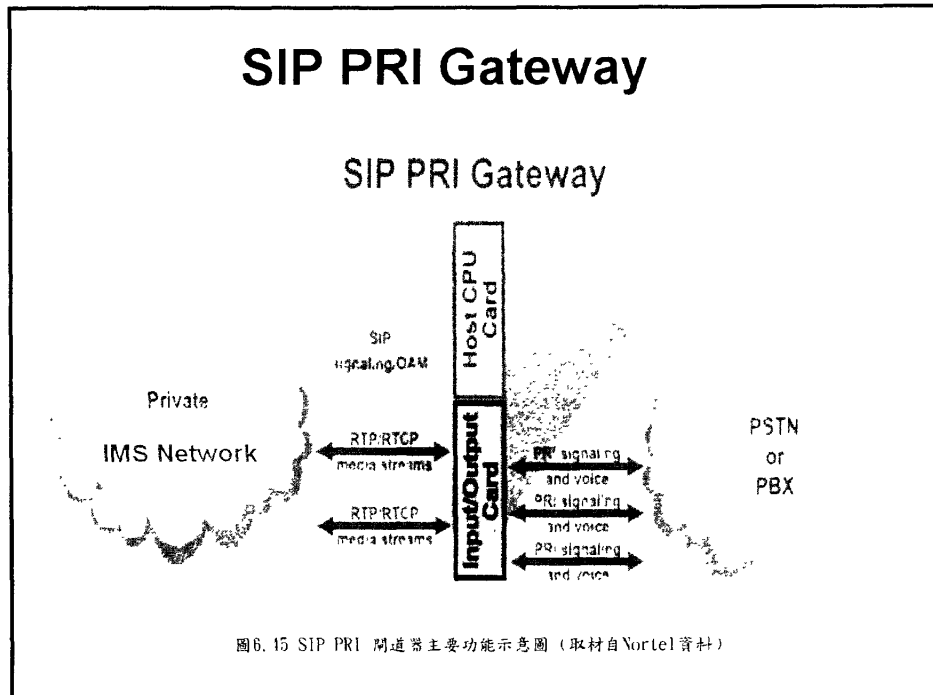 SIP PRI Gateway
SIP PRI Gateway
Host CPU
Card
SIP
signaling/OAM
Private
IMS Network
RTP/RTCP
media streams
RTP/RTCP
media streams
Input/Output
Card
PRI signaling
and voice
PRI signaling
and voice
PRI signaling
and voice
PSTN
or
PBX
圖6.45 SIP PRI 閘道器主要功能示意圖（取材自Nortel資料）